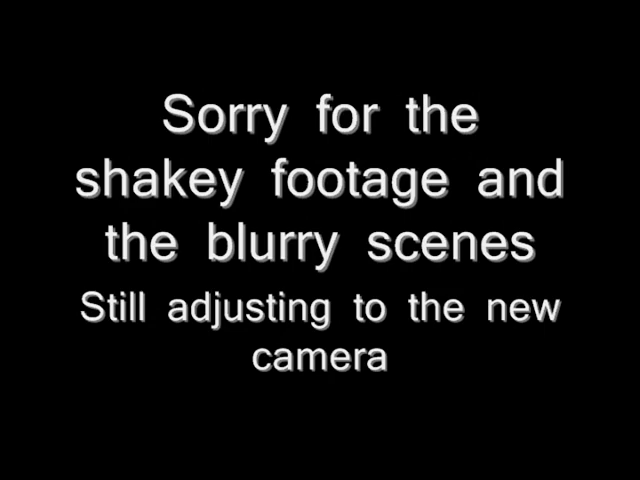 Sorry for the
shakey footage and
the blurry scenes
Still adjusting to the new
camera